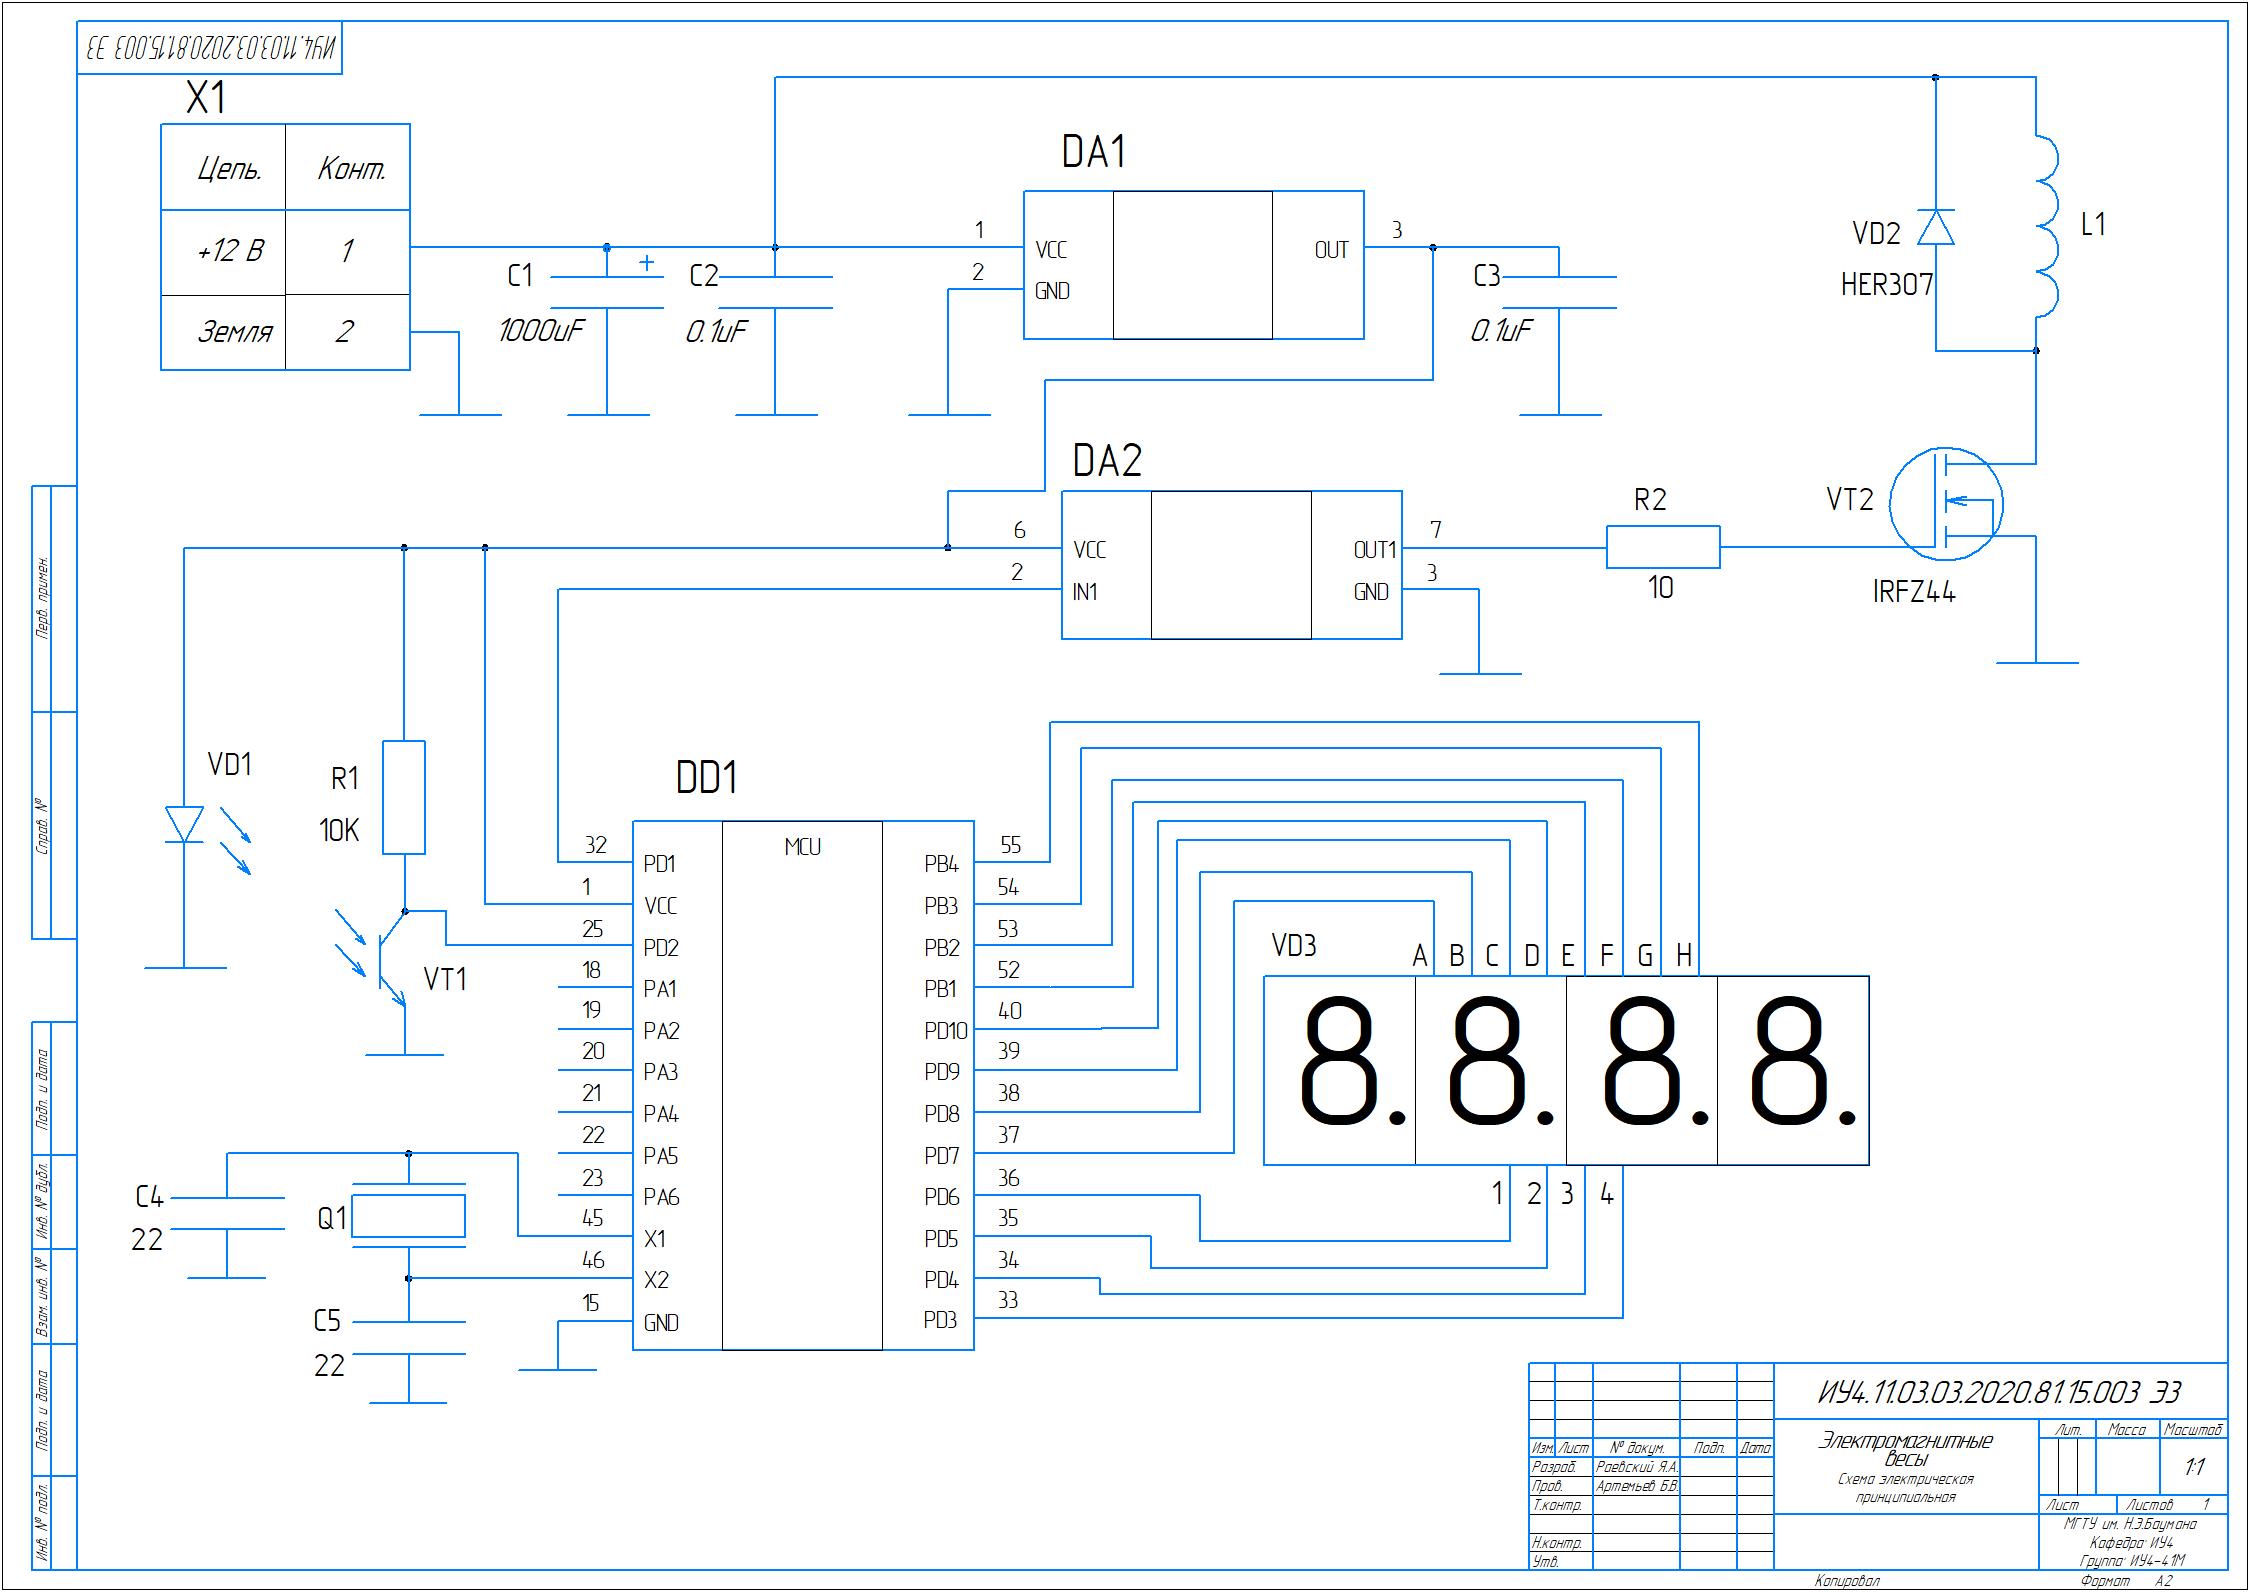 ИУ4.11.03.03.2020.81.15.003 Э3
X1
Цепь. Конт.
+12 В 1
Земля 2
C1
+
1000uF
C2
0.1uF
DA1
1 VCC
2 GND
OUT 3
C3
0.1uF
VD2
HER307
L1
DA2
6 VCC
2 IN1
OUT1 7
GND 3
R2
10
VT2
IRFZ44
VD1
R1
10K
VT1
DD1
MCU
32 PD1
1 VCC
25 PD2
18 PA1
19 PA2
20 PA3
21 PA4
22 PA5
23 PA6
45 X1
46 X2
15 GND
PB4 55
PB3 54
PB2 53
PB1 52
PD10 40
PD9 39
PD8 38
PD7 37
PD6 36
PD5 35
PD4 34
PD3 33
VD3
A B C D E F G H
8. 8. 8. 8.
1 2 3 4
C4
22
Q1
C5
22
Перв. примен.
Справ. №
Подп. и дата
Инв. № дубл.
Взам. инв. №
Подп. и дата
Инв. № подл.
ИУ4.11.03.03.2020.81.15.003 Э3
Электромагнитные
весы
Схема электрическая
принципиальная
Лит. Масса Масштаб
1:1
Лист Листов 1
МГТУ им. Н.Э.Баумана
Кафедра: ИУ4
Группа: ИУ4-41М
Изм. Лист № докум. Подп. Дата
Разраб. Раевский Я.А.
Пров. Артемьев Б.В.
Т.контр.
Н.контр.
Утв.
Копировал Формат А2